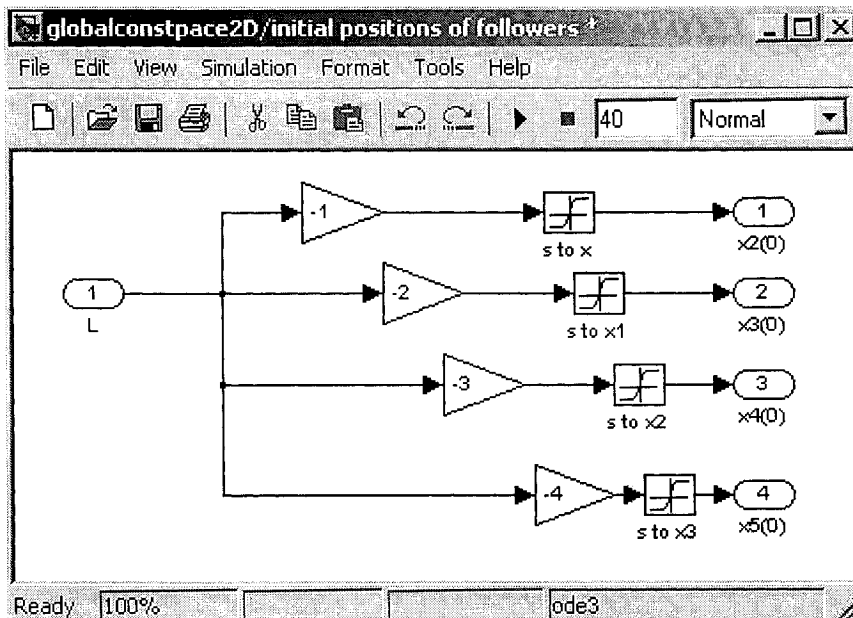 globalconstpace2D/initial positions of followers *
File Edit View Simulation Format Tools Help
40 Normal
-1
s to x
1
x2(0)
1
L
-2
s to x1
2
x3(0)
-3
s to x2
3
x4(0)
-4
s to x3
4
x5(0)
Ready 100% ode3